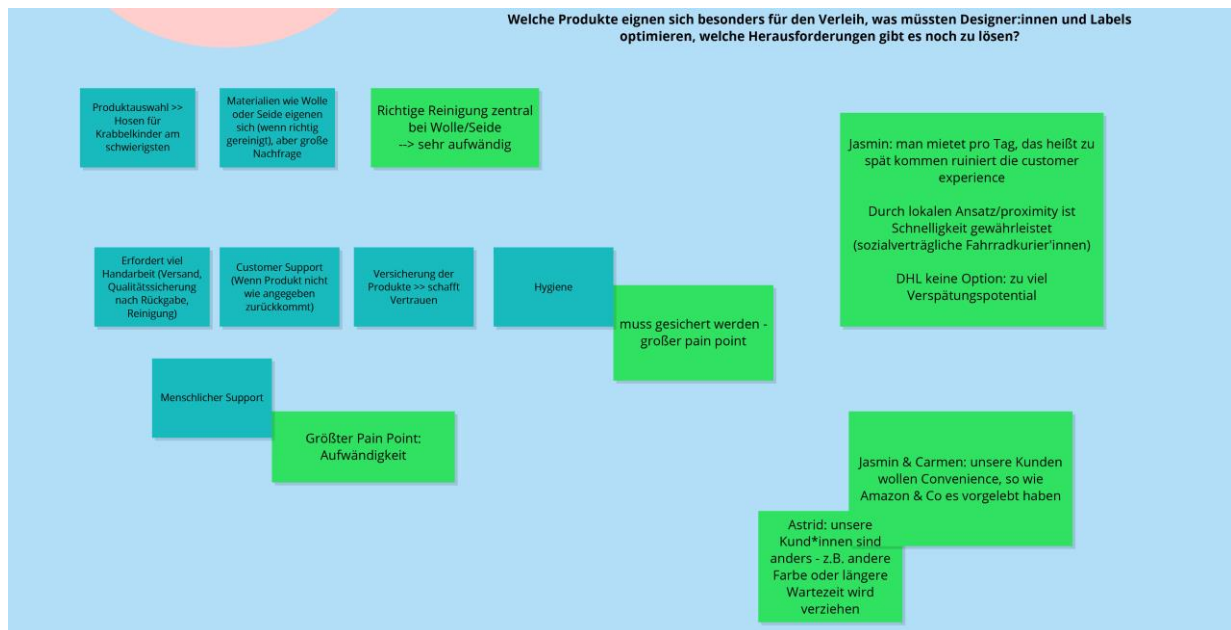 Welche Produkte eignen sich besonders für den Verleih, was müssten Designer:innen und Labels
optimieren, welche Herausforderungen gibt es noch zu lösen?
Produktauswahl >>
Hosen für
Krabbelkinder am
schwierigsten
Materialien wie Wolle
oder Seide eigenen
sich (wenn richtig
gereinigt), aber große
Nachfrage
Richtige Reinigung zentral
bei Wolle/Seide
--> sehr aufwändig
Jasmin: man mietet pro Tag, das heißt zu
spät kommen ruiniert die customer
experience
Durch lokalen Ansatz/proximity ist
Schnelligkeit gewährleistet
(sozialverträgliche Fahrradkurier'innen)
DHL keine Option: zu viel
Verspätungspotential
Erfordert viel
Handarbeit (Versand,
Qualitätssicherung
nach Rückgabe,
Reinigung)
Customer Support
(Wenn Produkt nicht
wie angegeben
zurückkommt)
Versicherung der
Produkte >> schafft
Vertrauen
Hygiene
muss gesichert werden -
großer pain point
Menschlicher Support
Größter Pain Point:
Aufwändigkeit
Jasmin & Carmen: unsere Kunden
wollen Convenience, so wie
Amazon & Co es vorgelebt haben
Astrid: unsere
Kund*innen sind
anders - z.B. andere
Farbe oder längere
Wartezeit wird
verziehen